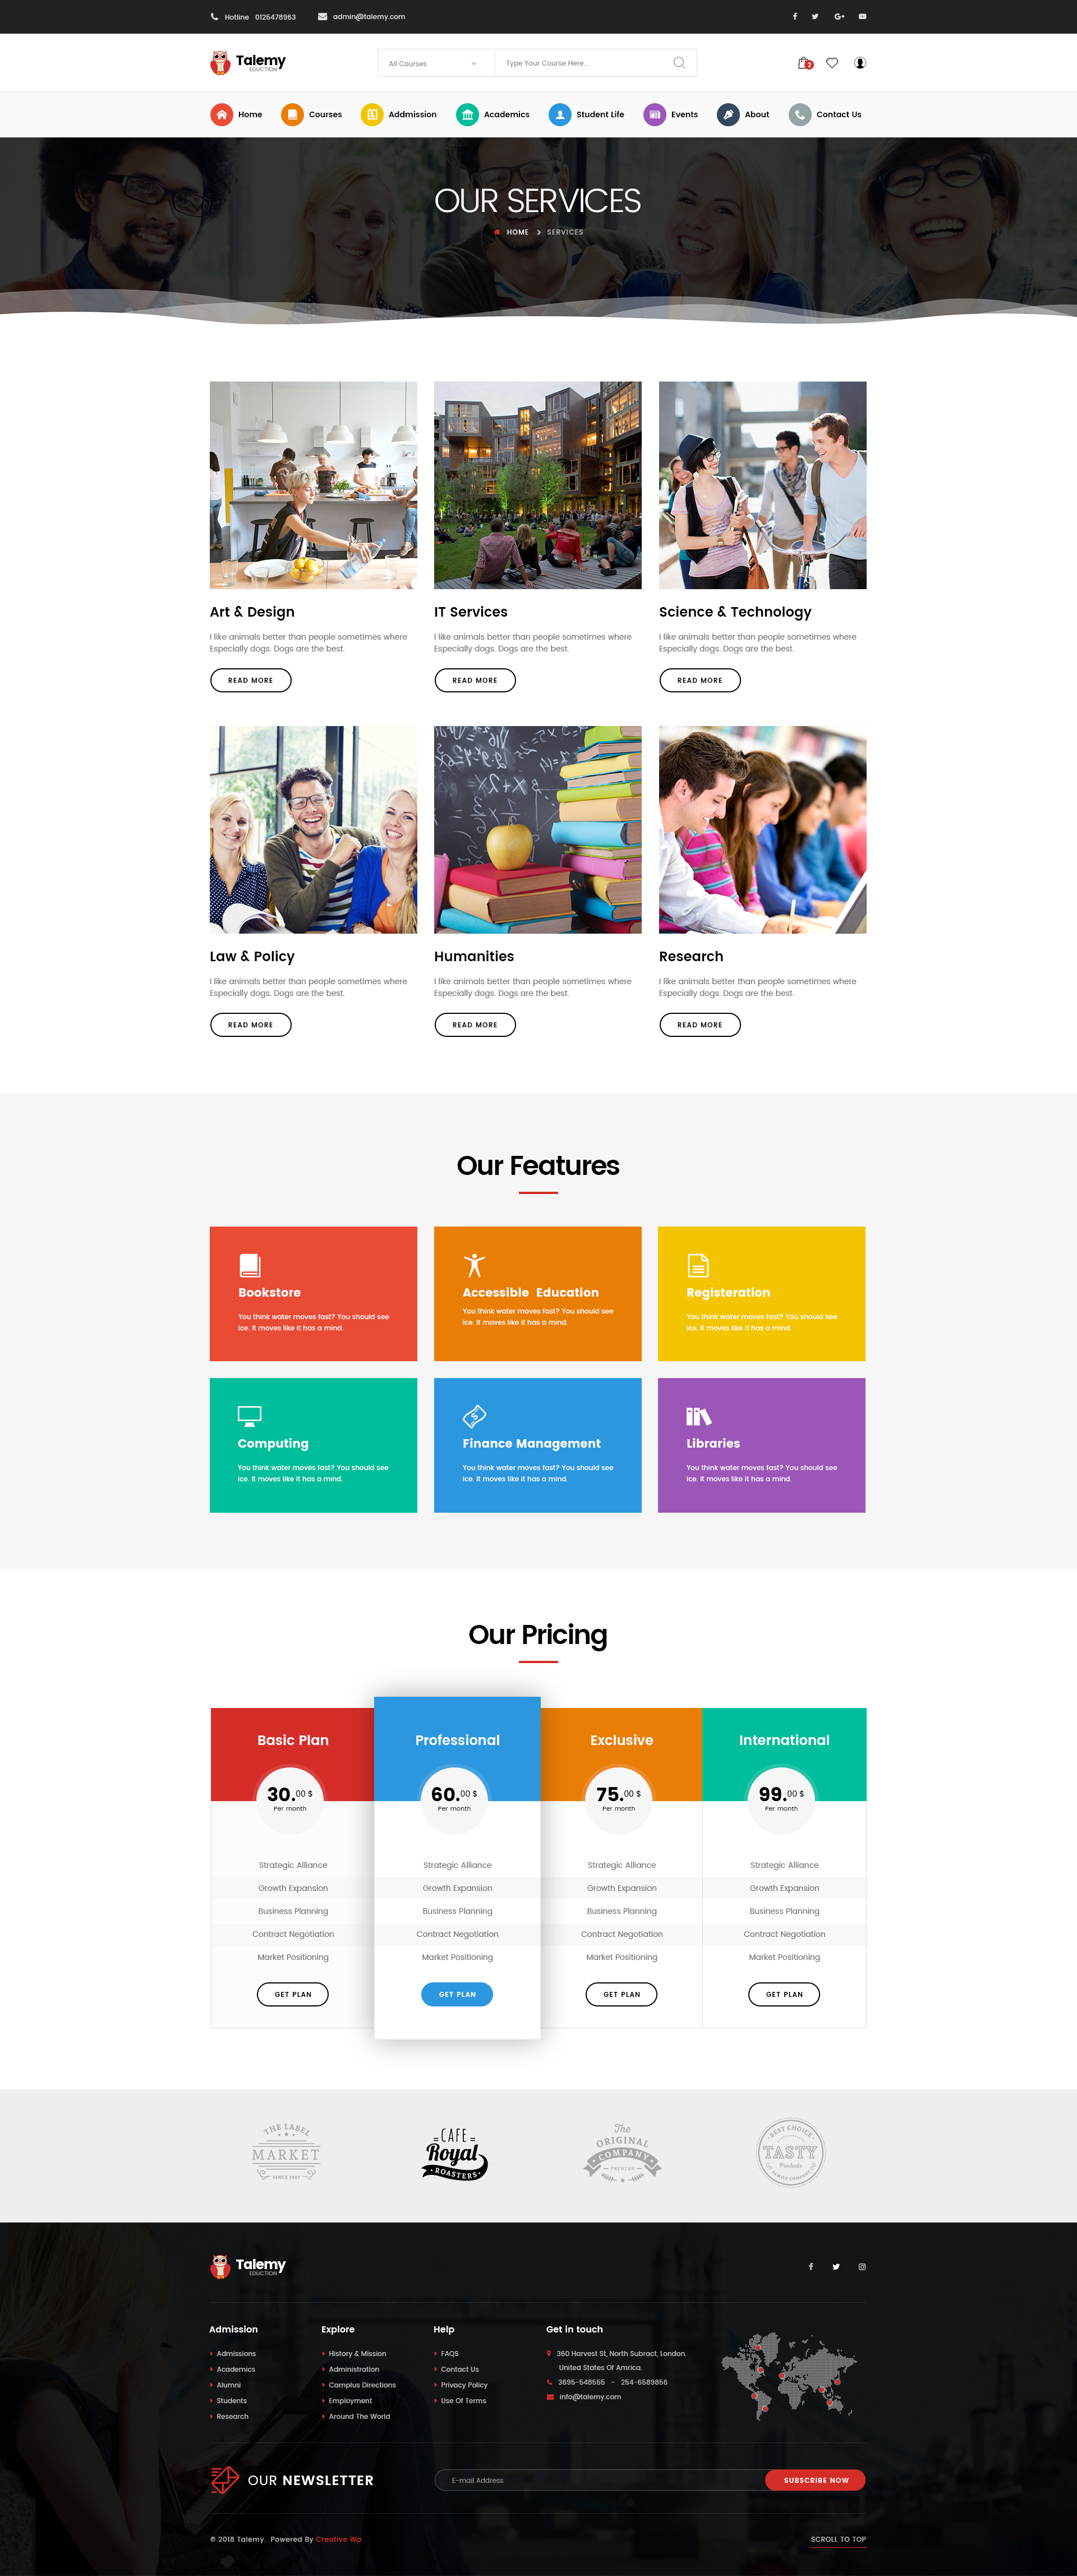 Hotline 0125478963
admin@talemy.com
Talemy
EDUCTION
All Courses
Type Your Course Here...
2
Home
Courses
Addmission
Academics
Student Life
Events
About
Contact Us
OUR SERVICES
HOME
SERVICES
Art & Design
I like animals better than people sometimes where
Especially dogs. Dogs are the best.
READ MORE
IT Services
I like animals better than people sometimes where
Especially dogs. Dogs are the best.
READ MORE
Science & Technology
I like animals better than people sometimes where
Especially dogs. Dogs are the best.
READ MORE
Law & Policy
I like animals better than people sometimes where
Especially dogs. Dogs are the best.
READ MORE
Humanities
I like animals better than people sometimes where
Especially dogs. Dogs are the best.
READ MORE
Research
I like animals better than people sometimes where
Especially dogs. Dogs are the best.
READ MORE
Our Features
Bookstore
You think water moves fast? You should see
ice. It moves like it has a mind.
Accessible Education
You think water moves fast? You should see
ice. It moves like it has a mind.
Registeration
You think water moves fast? You should see
ice. It moves like it has a mind.
Computing
You think water moves fast? You should see
ice. It moves like it has a mind.
Finance Management
You think water moves fast? You should see
ice. It moves like it has a mind.
Libraries
You think water moves fast? You should see
ice. It moves like it has a mind.
Our Pricing
Basic Plan
30.00 $
Per month
Strategic Alliance
Growth Expansion
Business Planning
Contract Negotiation
Market Positioning
GET PLAN
Professional
60.00 $
Per month
Strategic Alliance
Growth Expansion
Business Planning
Contract Negotiation
Market Positioning
GET PLAN
Exclusive
75.00 $
Per month
Strategic Alliance
Growth Expansion
Business Planning
Contract Negotiation
Market Positioning
GET PLAN
International
99.00 $
Per month
Strategic Alliance
Growth Expansion
Business Planning
Contract Negotiation
Market Positioning
GET PLAN
THE LABEL
MARKET
CAFE
Royal
ROASTERS
The
ORIGINAL
COMPANY
PREMIUM
BEST CHOICE
TASTY
Products
FAMILY COMPANY
Talemy
EDUCTION
Admission
Admissions
Academics
Alumni
Students
Research
Explore
History & Mission
Administration
Camplus Directions
Employment
Around The World
Help
FAQS
Contact Us
Privacy Policy
Use Of Terms
Get in touch
360 Harvest St, North Subract, London.
United States Of Amrica.
3695-548555 - 254-6589856
info@talemy.com
OUR NEWSLETTER
E-mail Address
SUBSCRIBE NOW
© 2018 Talemy. Powered By Creative Wp
SCROLL TO TOP